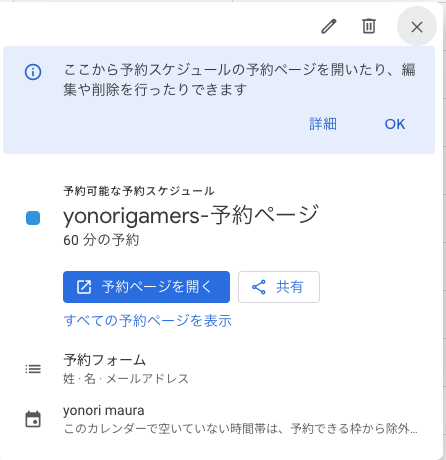 ここから予約スケジュールの予約ページを開いたり、編
集や削除を行ったりできます
詳細 OK
予約可能な予約スケジュール
yonorigamers-予約ページ
60 分の予約
予約ページを開く 共有
すべての予約ページを表示
予約フォーム
姓 · 名 · メールアドレス
yonori maura
このカレンダーで空いていない時間帯は、予約できる枠から除外...